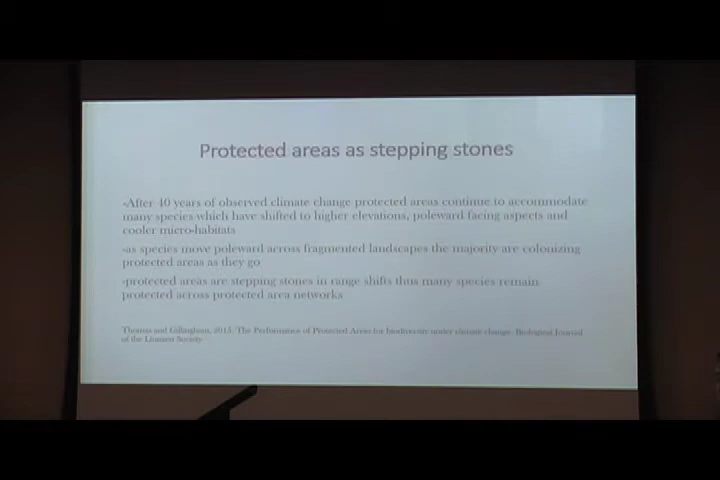 Protected areas as stepping stones
-After 40 years of observed climate change protected areas continue to accommodate
many species which have shifted to higher elevations, poleward facing aspects and
cooler micro-habitats
-as species move poleward across fragmented landscapes the majority are colonizing
protected areas as they go
-protected areas are stepping stones in range shifts thus many species remain
protected across protected area networks
Thomas and Gillingham, 2015. The Performance of Protected Areas for biodiversity under climate change. Biological Journal
of the Linnean Society